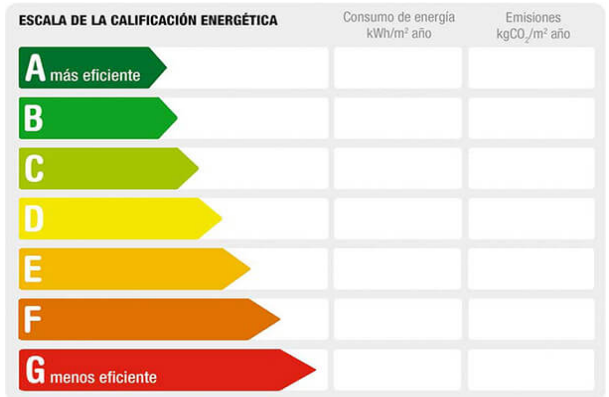 ESCALA DE LA CALIFICACIÓN ENERGÉTICA
Consumo de energía
kWh/m² año
Emisiones
kgCO₂/m² año
A más eficiente
B
C
D
E
F
G menos eficiente